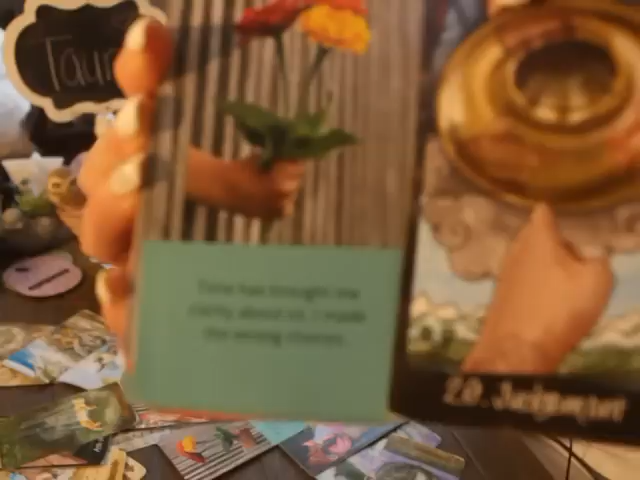 Taur
Time has brought me
clarity about us. I made
the wrong choices.
20. Judgement